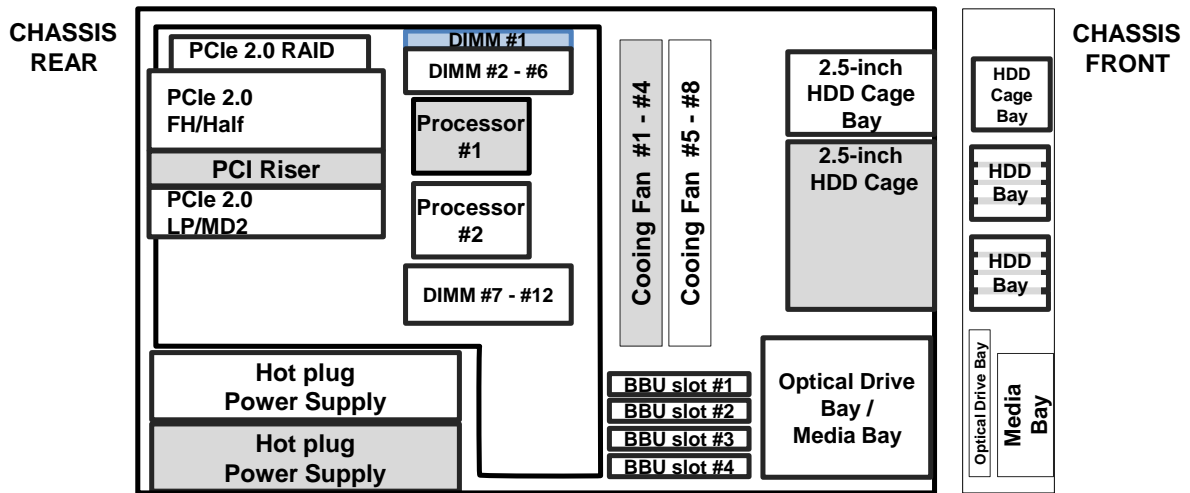 CHASSIS
REAR
PCIe 2.0 RAID
PCIe 2.0
FH/Half
PCI Riser
PCIe 2.0
LP/MD2
DIMM #1
DIMM #2 - #6
Processor
#1
Processor
#2
DIMM #7 - #12
Hot plug
Power Supply
Hot plug
Power Supply
Cooing Fan #1 - #4
Cooing Fan #5 - #8
BBU slot #1
BBU slot #2
BBU slot #3
BBU slot #4
2.5-inch
HDD Cage
Bay
2.5-inch
HDD Cage
Optical Drive
Bay /
Media Bay
HDD
Cage
Bay
HDD
Bay
HDD
Bay
Optical Drive Bay
Media
Bay
CHASSIS
FRONT